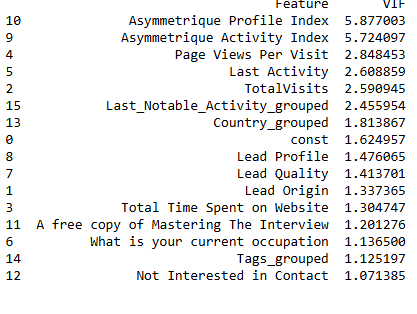 Feature VIF
10 Asymmetrique Profile Index 5.877003
9 Asymmetrique Activity Index 5.724097
4 Page Views Per Visit 2.848453
5 Last Activity 2.608859
2 TotalVisits 2.590945
15 Last_Notable_Activity_grouped 2.455954
13 Country_grouped 1.813867
0 const 1.624957
8 Lead Profile 1.476065
7 Lead Quality 1.413701
1 Lead Origin 1.337365
3 Total Time Spent on Website 1.304747
11 A free copy of Mastering The Interview 1.201276
6 What is your current occupation 1.136500
14 Tags_grouped 1.125197
12 Not Interested in Contact 1.071385